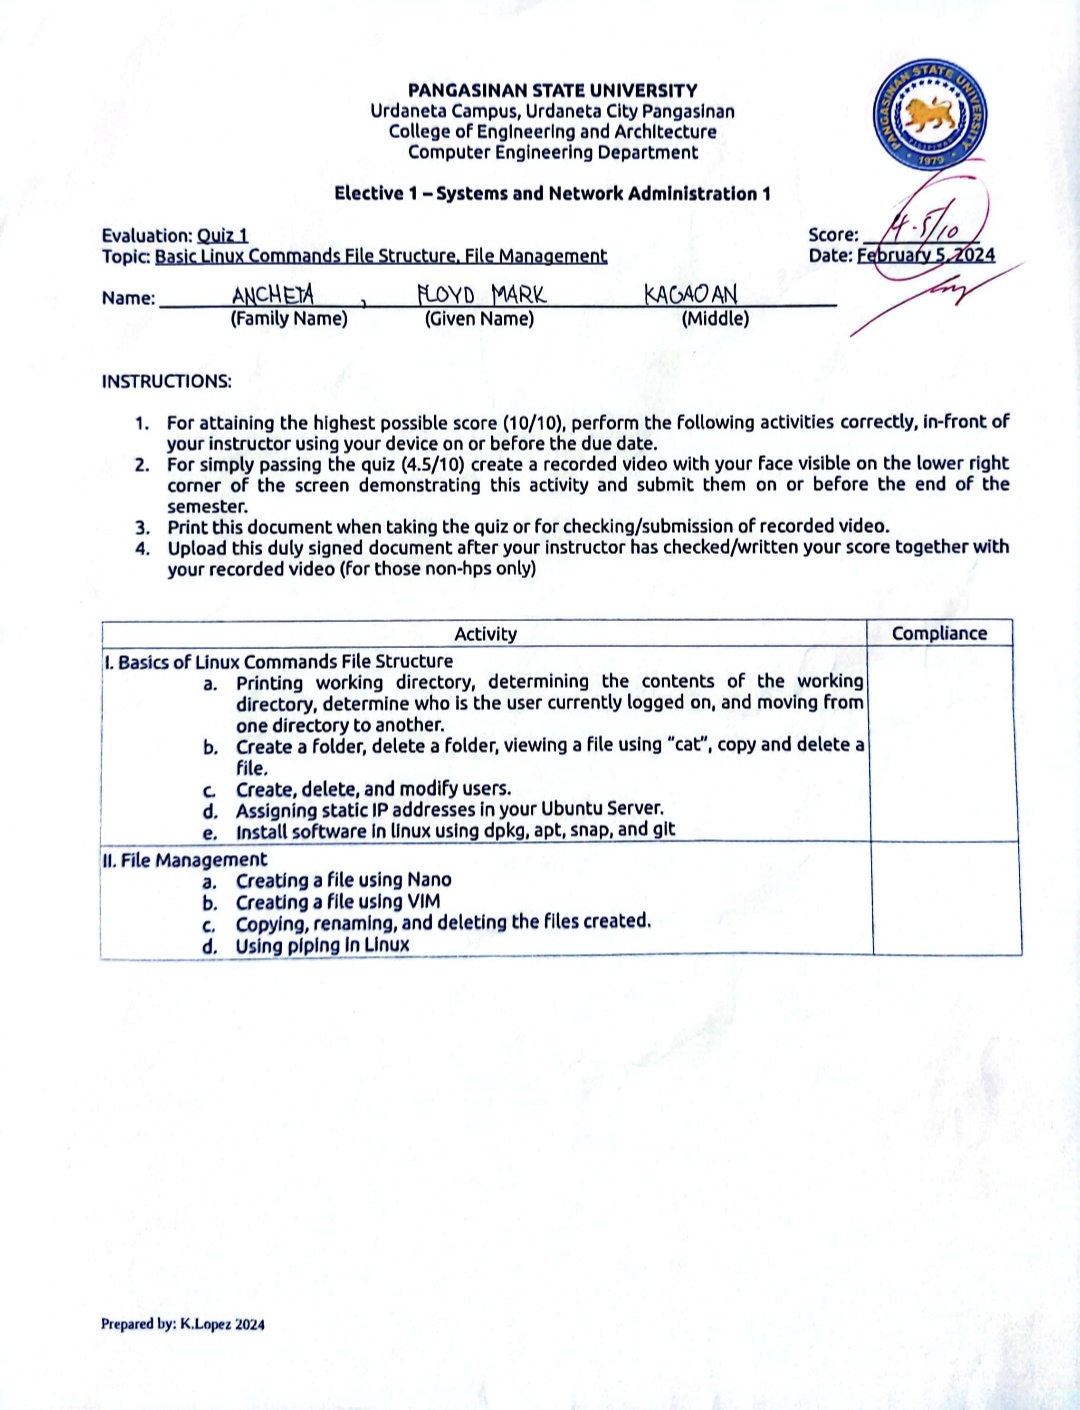 PANGASINAN STATE UNIVERSITY
Urdaneta Campus, Urdaneta City Pangasinan
College of Engineering and Architecture
Computer Engineering Department
PANGASINAN STATE UNIVERSITY
1979
Elective 1 – Systems and Network Administration 1
Evaluation: Quiz 1
Score: 4.5/10
Topic: Basic Linux Commands File Structure, File Management
Date: February 5, 2024
Name: ANCHETA , FLOYD MARK KAGAOAN
(Family Name) (Given Name) (Middle)
INSTRUCTIONS:
1. For attaining the highest possible score (10/10), perform the following activities correctly, in-front of
your instructor using your device on or before the due date.
2. For simply passing the quiz (4.5/10) create a recorded video with your face visible on the lower right
corner of the screen demonstrating this activity and submit them on or before the end of the
semester.
3. Print this document when taking the quiz or for checking/submission of recorded video.
4. Upload this duly signed document after your instructor has checked/written your score together with
your recorded video (for those non-hps only)
Activity Compliance
I. Basics of Linux Commands File Structure
a. Printing working directory, determining the contents of the working
directory, determine who is the user currently logged on, and moving from
one directory to another.
b. Create a folder, delete a folder, viewing a file using "cat", copy and delete a
file.
c. Create, delete, and modify users.
d. Assigning static IP addresses in your Ubuntu Server.
e. Install software in linux using dpkg, apt, snap, and git
II. File Management
a. Creating a file using Nano
b. Creating a file using VIM
c. Copying, renaming, and deleting the files created.
d. Using piping in Linux
Prepared by: K.Lopez 2024